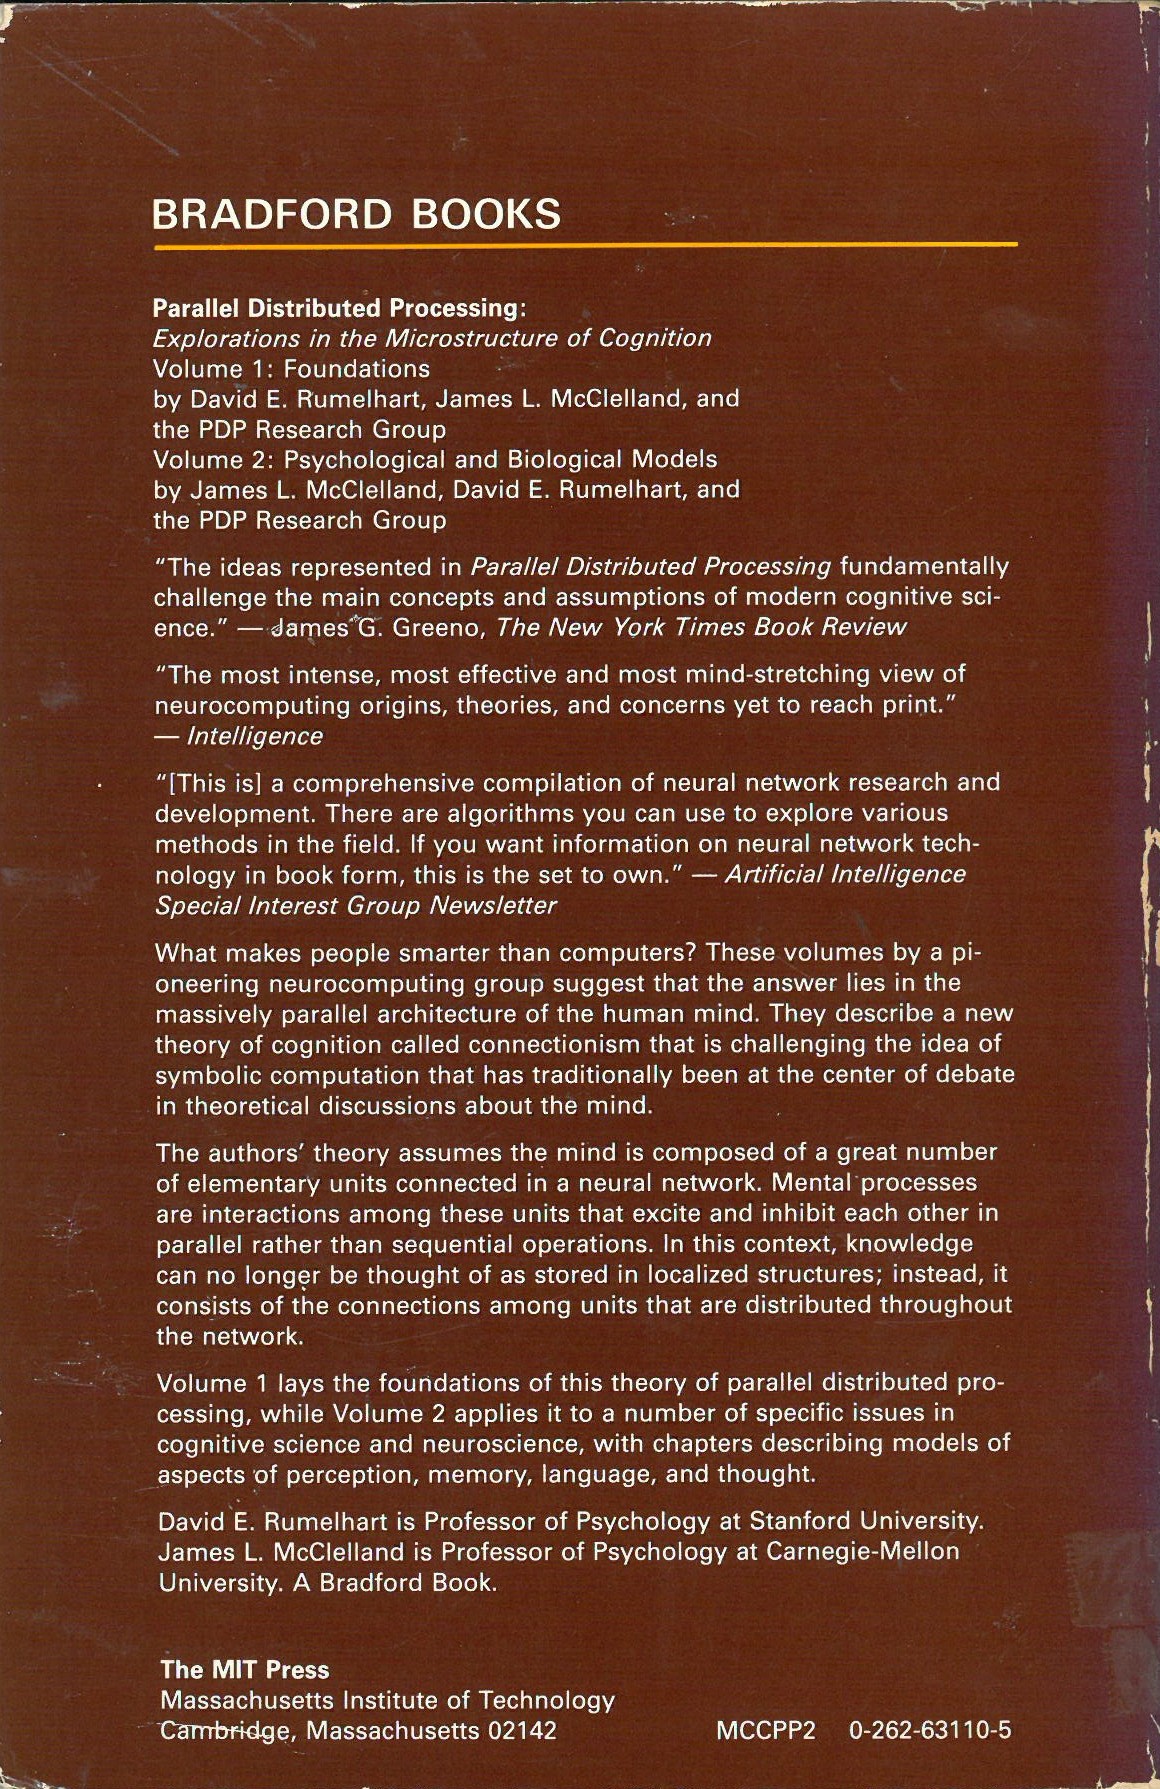 BRADFORD BOOKS
Parallel Distributed Processing:
Explorations in the Microstructure of Cognition
Volume 1: Foundations
by David E. Rumelhart, James L. McClelland, and
the PDP Research Group
Volume 2: Psychological and Biological Models
by James L. McClelland, David E. Rumelhart, and
the PDP Research Group
“The ideas represented in Parallel Distributed Processing fundamentally
challenge the main concepts and assumptions of modern cognitive sci-
ence.” — James G. Greeno, The New York Times Book Review
“The most intense, most effective and most mind-stretching view of
neurocomputing origins, theories, and concerns yet to reach print.”
— Intelligence
“[This is] a comprehensive compilation of neural network research and
development. There are algorithms you can use to explore various
methods in the field. If you want information on neural network tech-
nology in book form, this is the set to own.” — Artificial Intelligence
Special Interest Group Newsletter
What makes people smarter than computers? These volumes by a pi-
oneering neurocomputing group suggest that the answer lies in the
massively parallel architecture of the human mind. They describe a new
theory of cognition called connectionism that is challenging the idea of
symbolic computation that has traditionally been at the center of debate
in theoretical discussions about the mind.
The authors’ theory assumes the mind is composed of a great number
of elementary units connected in a neural network. Mental processes
are interactions among these units that excite and inhibit each other in
parallel rather than sequential operations. In this context, knowledge
can no longer be thought of as stored in localized structures; instead, it
consists of the connections among units that are distributed throughout
the network.
Volume 1 lays the foundations of this theory of parallel distributed pro-
cessing, while Volume 2 applies it to a number of specific issues in
cognitive science and neuroscience, with chapters describing models of
aspects of perception, memory, language, and thought.
David E. Rumelhart is Professor of Psychology at Stanford University.
James L. McClelland is Professor of Psychology at Carnegie-Mellon
University. A Bradford Book.
The MIT Press
Massachusetts Institute of Technology
Cambridge, Massachusetts 02142 MCCPP2 0-262-63110-5